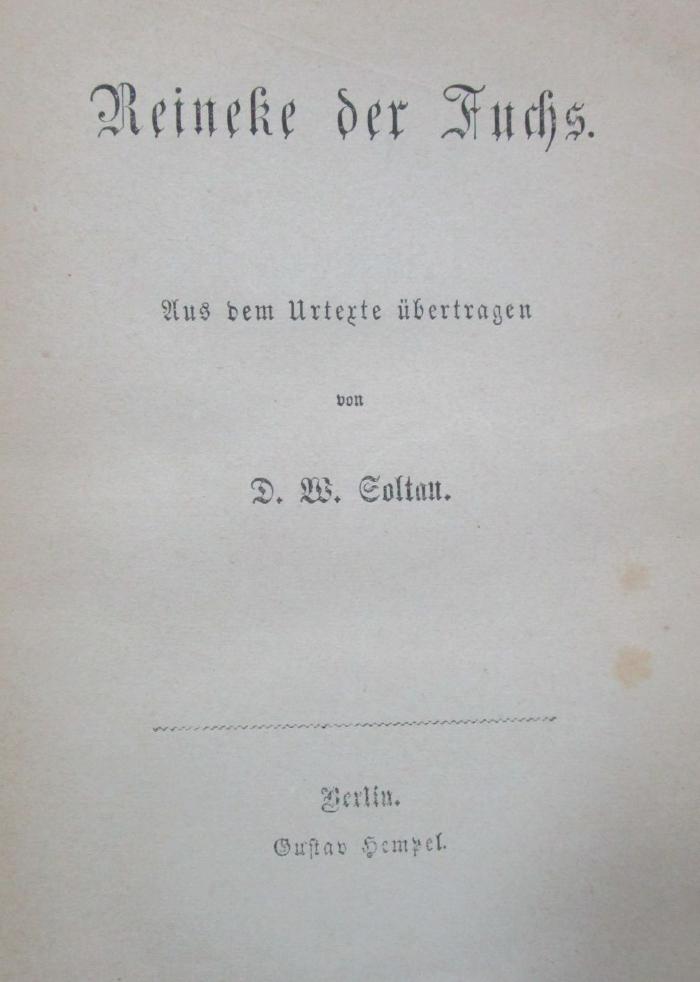 Reineke der Fuchs.
Aus dem Urtexte übertragen
von
D. W. Soltau.
Berlin.
Gustav Hempel.